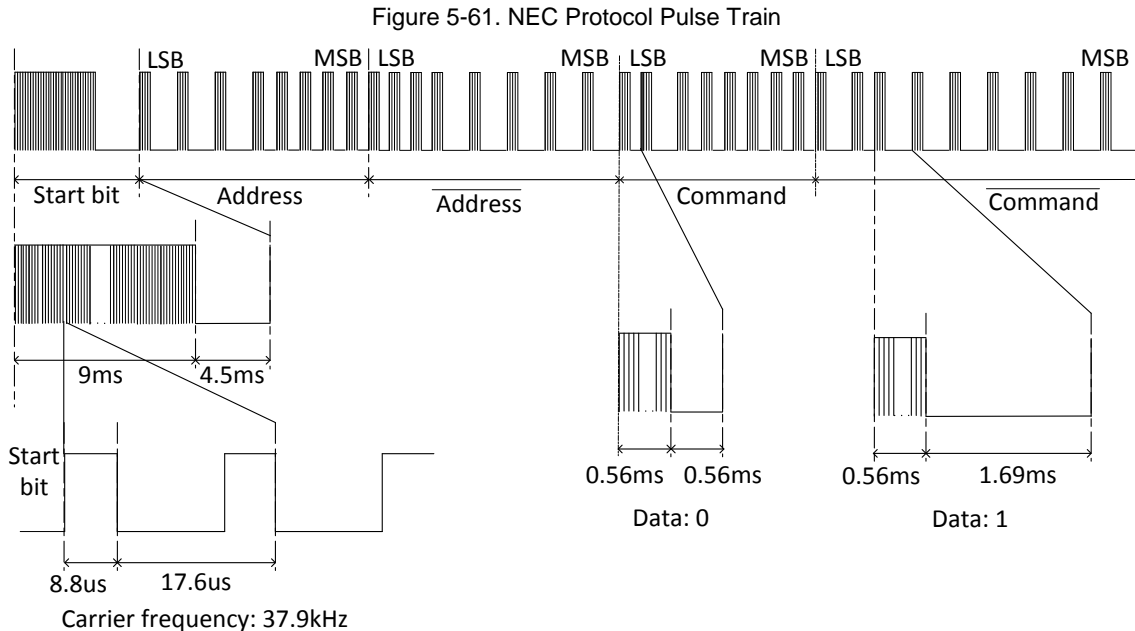 Figure 5-61. NEC Protocol Pulse Train
LSB MSB LSB MSB LSB MSB LSB MSB
Start bit Address Address Command Command
9ms 4.5ms
0.56ms 0.56ms 0.56ms 1.69ms
Data: 0 Data: 1
Start
bit
8.8us 17.6us
Carrier frequency: 37.9kHz